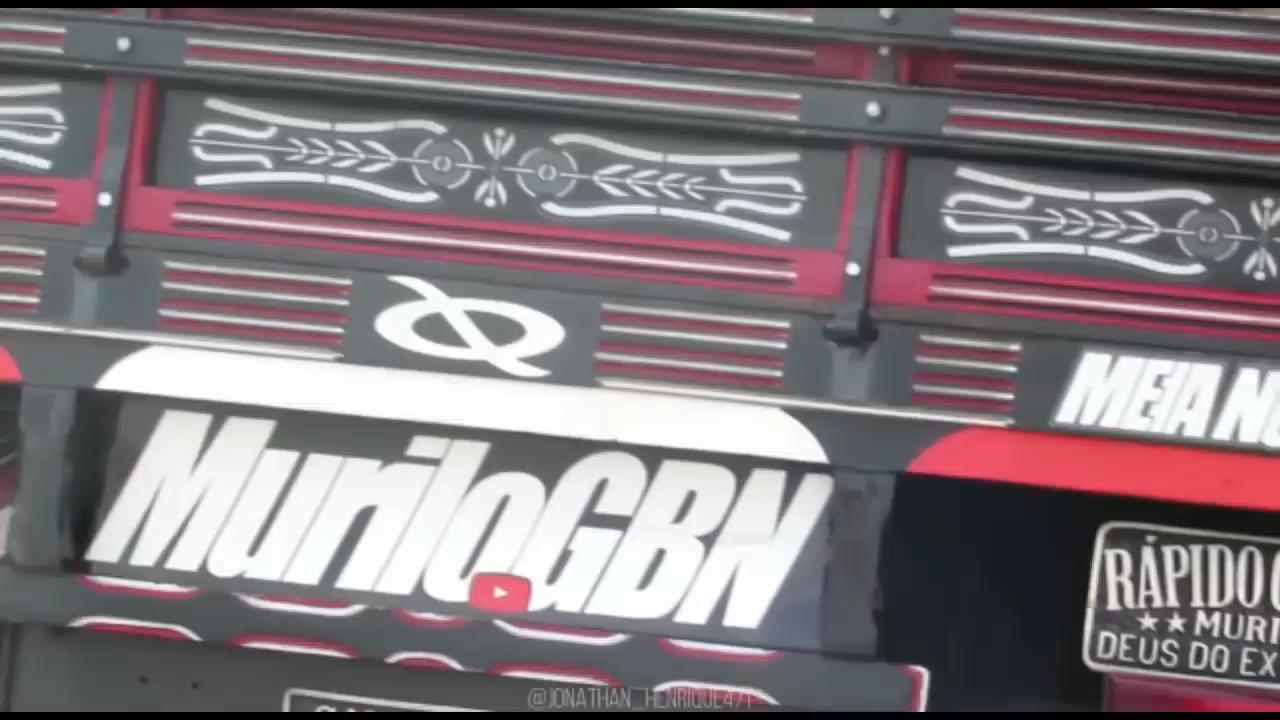 MEIA
MuriloGBN
RÁPIDO
★★MURI
DEUS DO EX
@JONATHAN_HENRIQUE471